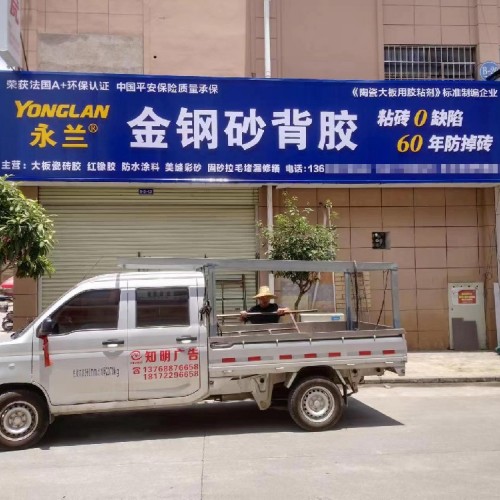 荣获法国A+环保认证 中国平安保险质量承保
《陶瓷大板用胶粘剂》标准制编企业
YONGLAN
永兰®
金钢砂背胶
粘砖0缺陷
60年防掉砖
主营：大板瓷砖胶 红橡胶 防水涂料 美缝彩砂 固砂拉毛堵漏修缮 电话：136
知明广告
13768876658
18172296658